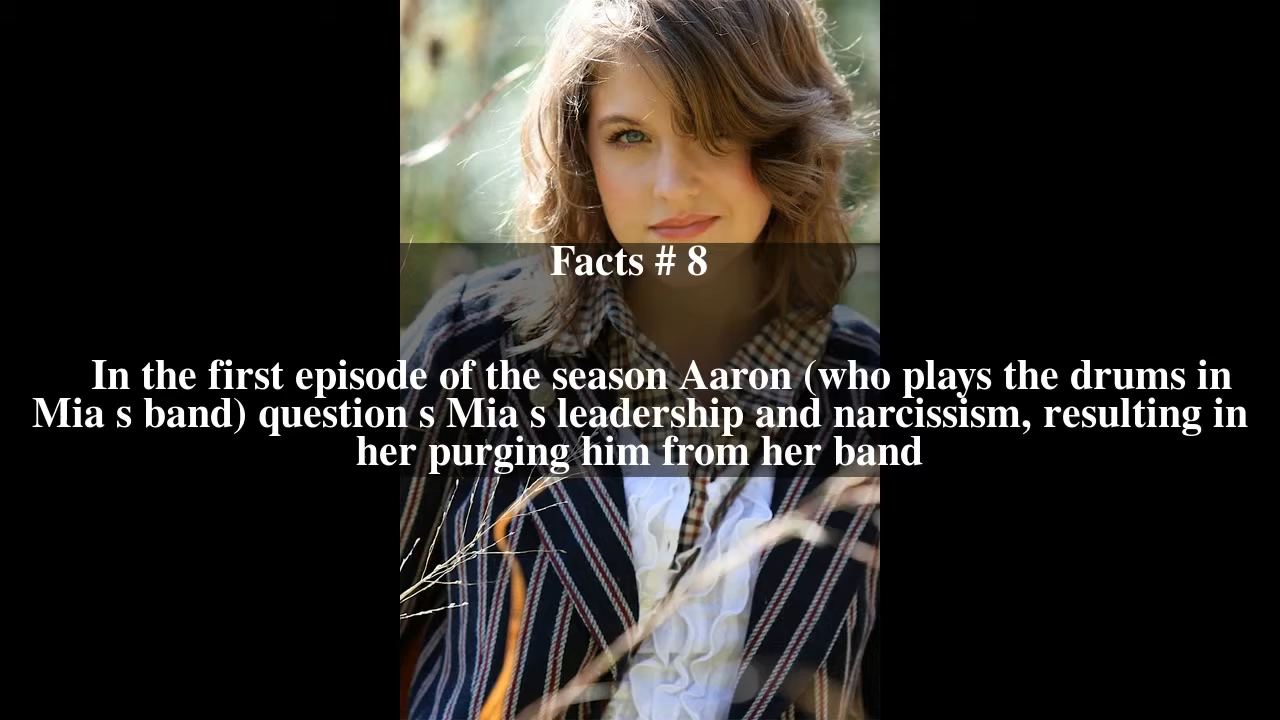 Facts # 8
In the first episode of the season Aaron (who plays the drums in
Mia s band) question s Mia s leadership and narcissism, resulting in
her purging him from her band